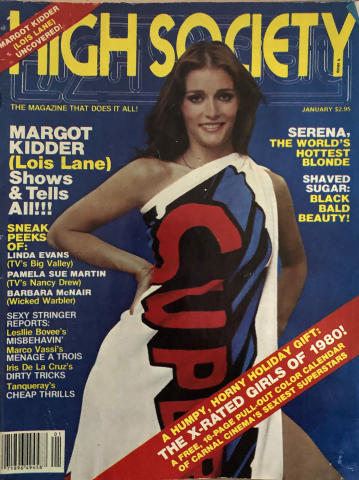 MARGOT KIDDER
(LOIS LANE)
UNCOVERED!
HIGH SOCIETY
THE MAGAZINE THAT DOES IT ALL!
JANUARY $2.95
MARGOT
KIDDER
(Lois Lane)
Shows
& Tells
All!!!
SNEAK
PEEKS
OF:
LINDA EVANS
(TV's Big Valley)
PAMELA SUE MARTIN
(TV's Nancy Drew)
BARBARA McNAIR
(Wicked Warbler)
SEXY STRINGER
REPORTS:
Lesllie Bovee's
MISBEHAVIN'
Marco Vassi's
MENAGE À TROIS
Iris De La Cruz's
DIRTY TRICKS
Tanqueray's
CHEAP THRILLS
SERENA,
THE WORLD'S
HOTTEST
BLONDE
SHAVED
SUGAR:
BLACK
BALD
BEAUTY!
SUPE
A HUMPY, HORNY HOLIDAY GIFT:
THE X-RATED GIRLS OF 1980!
A FREE, 16-PAGE PULL-OUT COLOR CALENDAR
OF CARNAL CINEMA'S SEXIEST SUPERSTARS
01